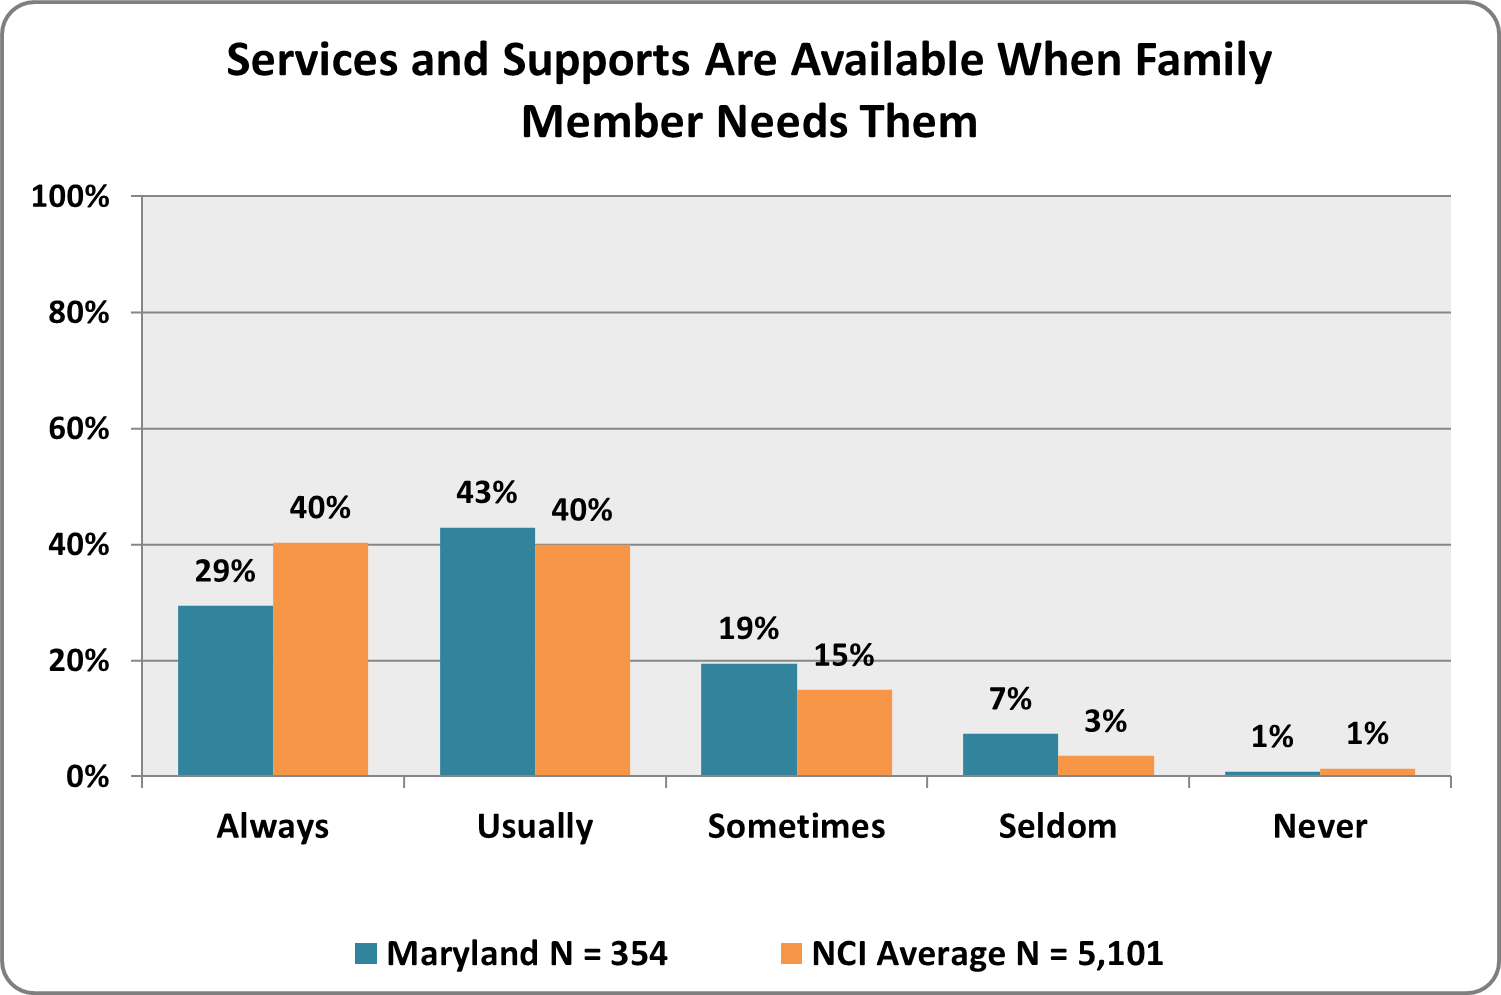 Services and Supports Are Available When Family
Member Needs Them
100%
80%
60%
40%
20%
0%
29%
40%
43%
40%
19%
15%
7%
3%
1%
1%
Always
Usually
Sometimes
Seldom
Never
Maryland N = 354
NCI Average N = 5,101